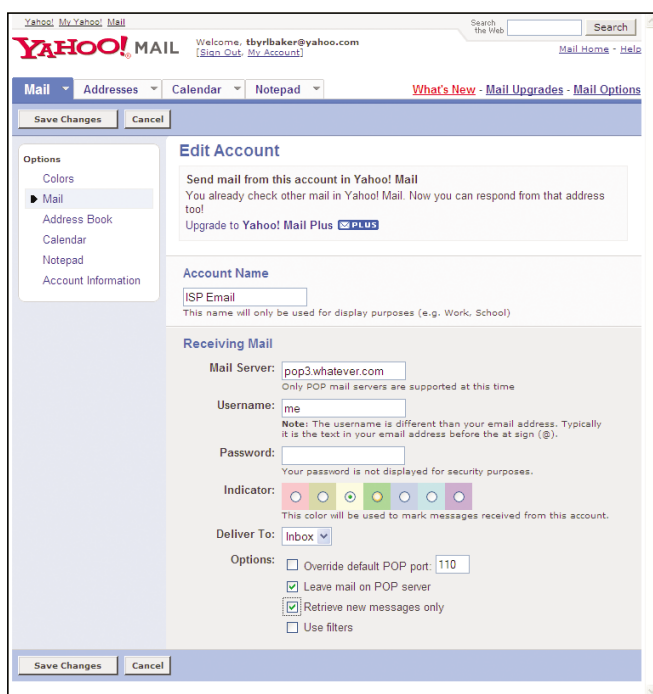 Yahoo! My Yahoo! Mail
Search the Web
Search
YAHOO! MAIL
Welcome, tbyrlbaker@yahoo.com
[Sign Out, My Account]
Mail Home - Help
Mail Addresses Calendar Notepad
What's New - Mail Upgrades - Mail Options
Save Changes Cancel
Options
Colors
Mail
Address Book
Calendar
Notepad
Account Information
Edit Account
Send mail from this account in Yahoo! Mail
You already check other mail in Yahoo! Mail. Now you can respond from that address
too!
Upgrade to Yahoo! Mail Plus PLUS
Account Name
ISP Email
This name will only be used for display purposes (e.g. Work, School)
Receiving Mail
Mail Server: pop3.whatever.com
Only POP mail servers are supported at this time
Username: me
Note: The username is different than your email address. Typically
it is the text in your email address before the at sign (@).
Password:
Your password is not displayed for security purposes.
Indicator:
This color will be used to mark messages received from this account.
Deliver To: Inbox
Options: Override default POP port: 110
Leave mail on POP server
Retrieve new messages only
Use filters
Save Changes Cancel